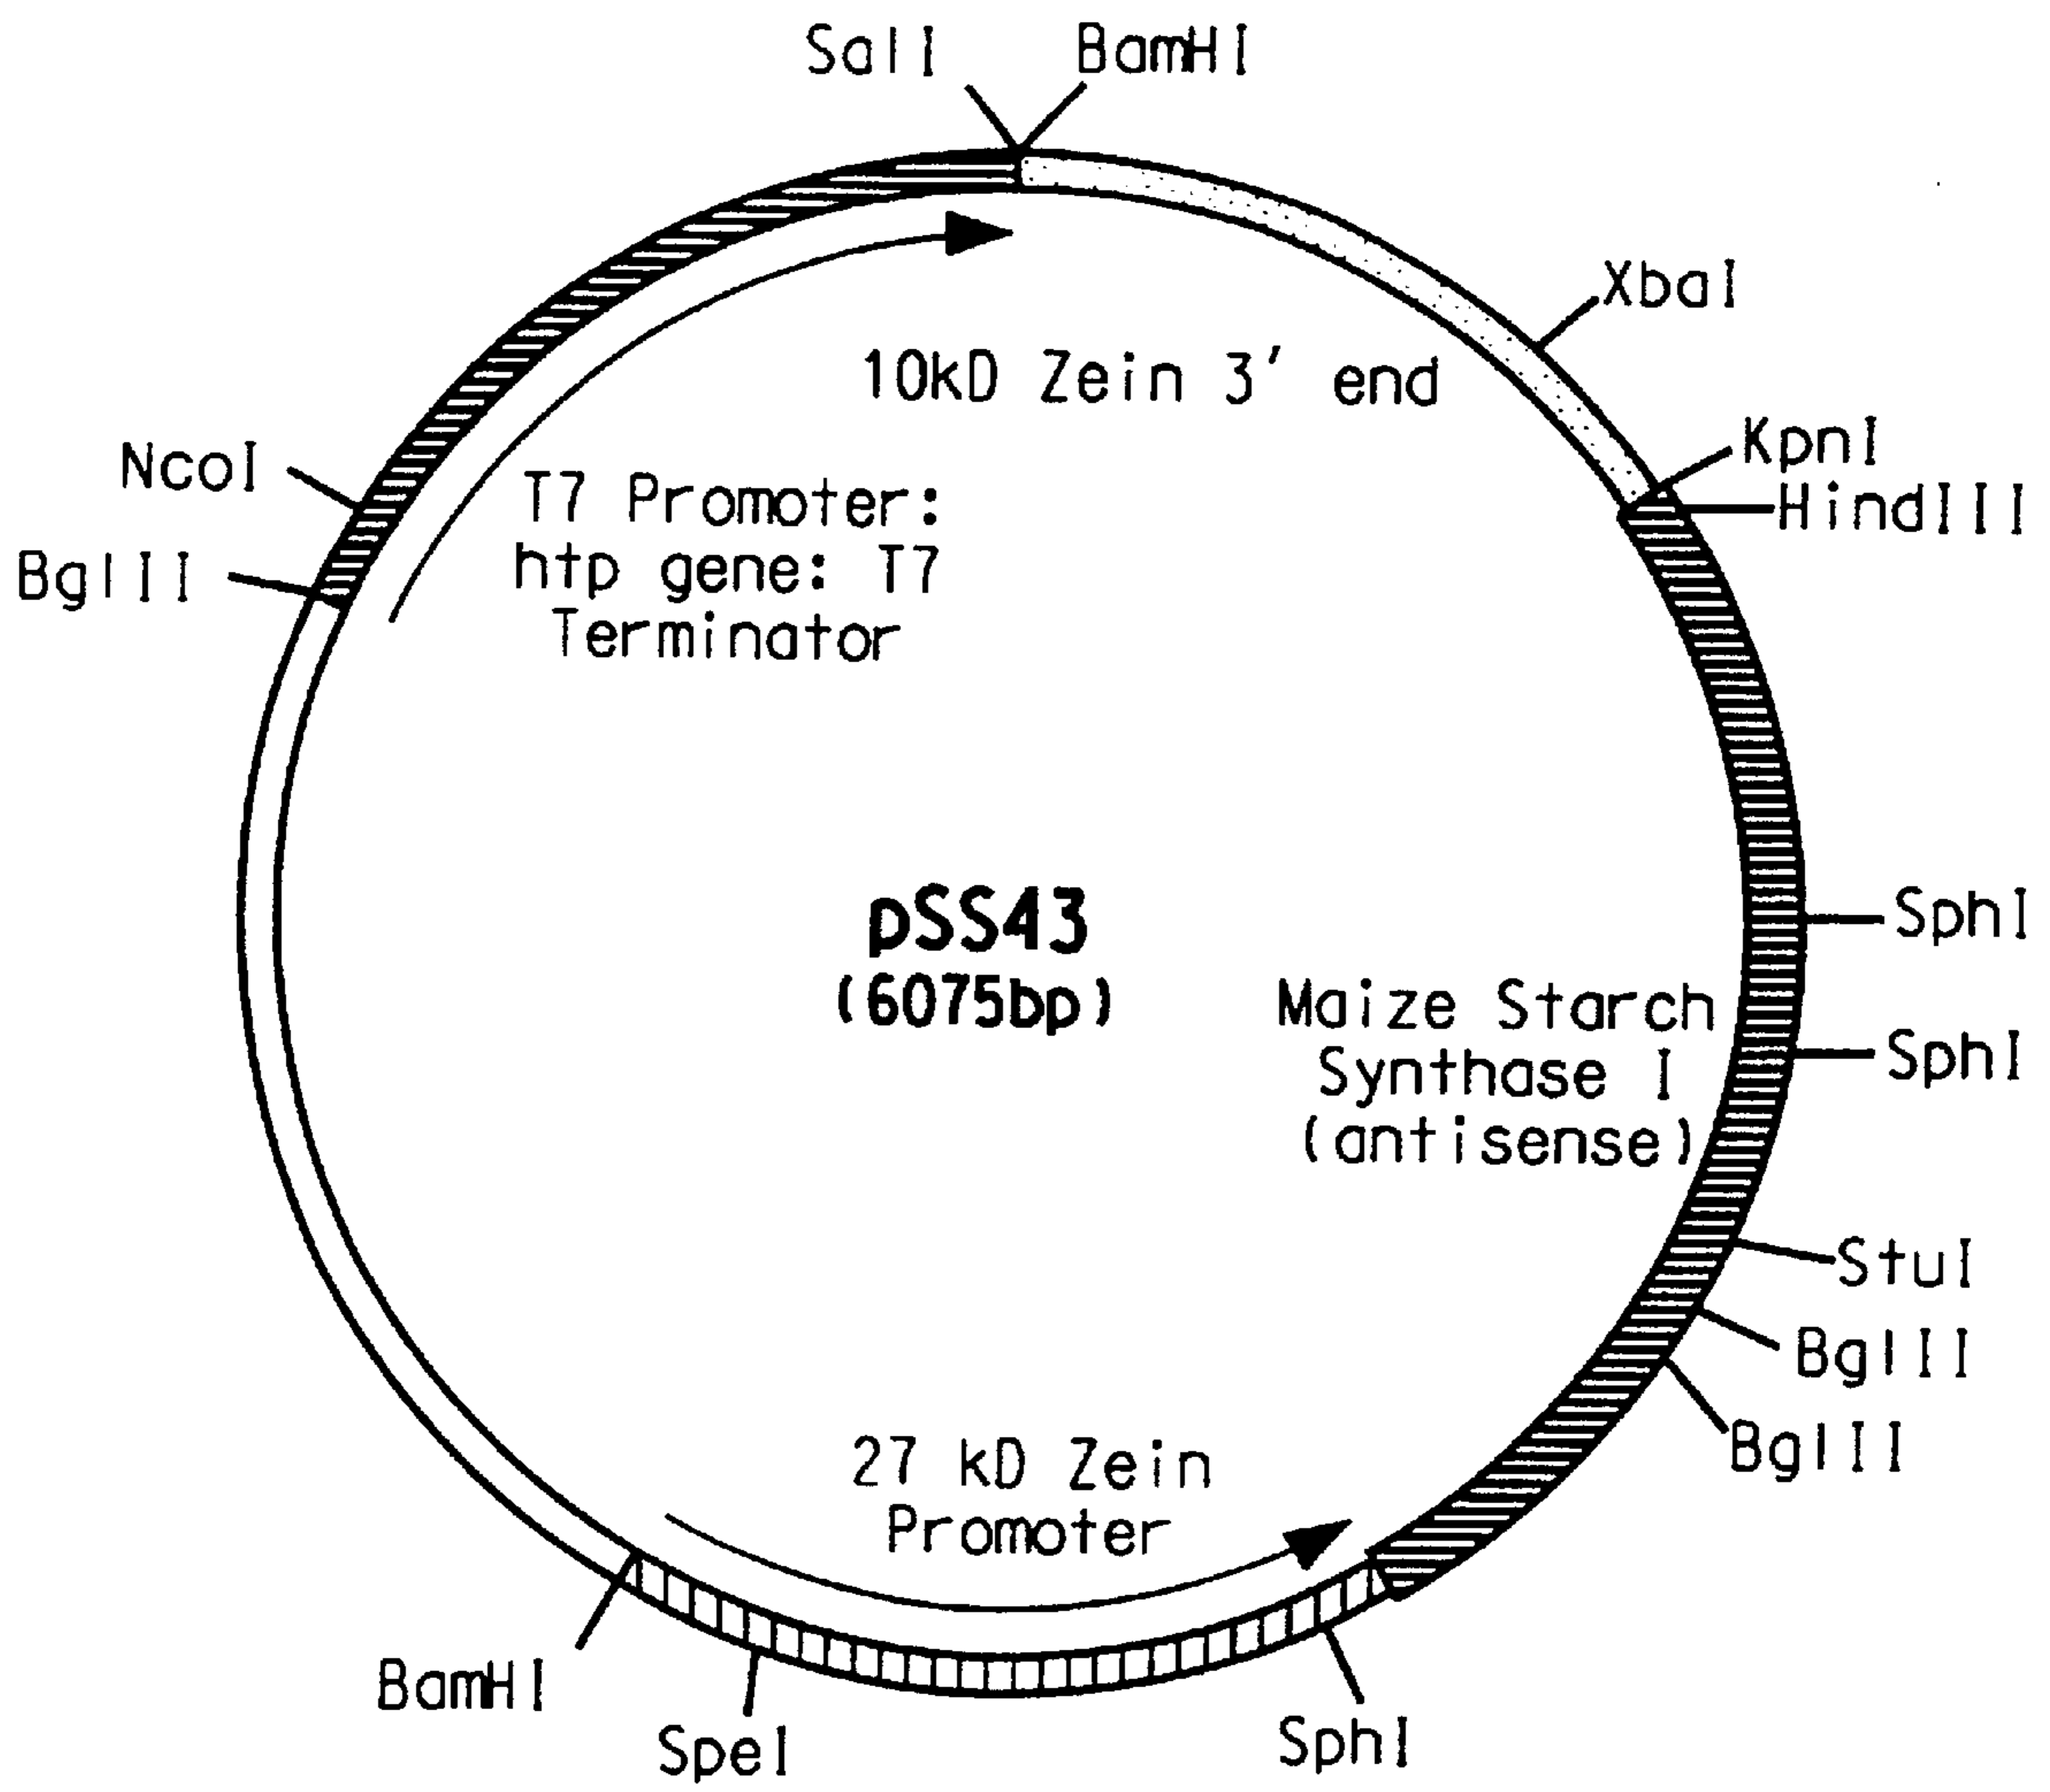 SalI
BamHI
XbaI
10kD Zein 3' end
KpnI
HindIII
NcoI
T7 Promoter:
htp gene: T7
Terminator
BglII
pSS43
(6075bp)
SphI
Maize Starch
Synthase I
(antisense)
SphI
StuI
BglII
BglII
27 kD Zein
Promoter
BamHI
SpeI
SphI